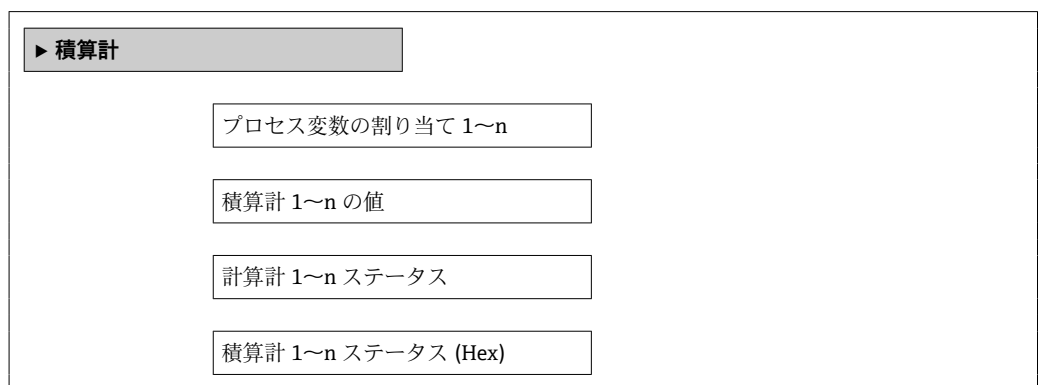 ▶ 積算計
プロセス変数の割り当て 1～n
積算計 1～n の値
計算計 1～n ステータス
積算計 1～n ステータス (Hex)